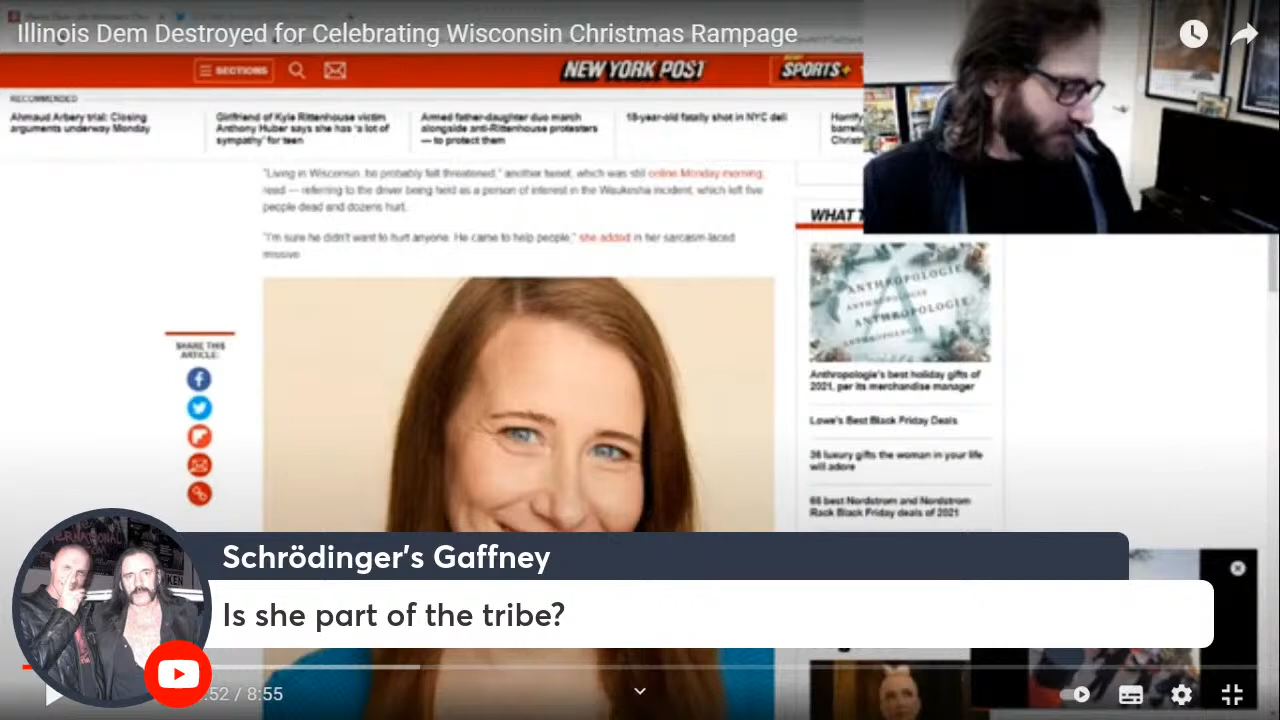 Illinois Dem Destroyed for Celebrating Wisconsin Christmas Rampage
SECTIONS
NEW YORK POST
SPORTS+
RECOMMENDED
Ahmaud Arbery trial: Closing
arguments underway Monday
Girlfriend of Kyle Rittenhouse victim
Anthony Huber says she has 'a lot of
sympathy' for teen
Armed father-daughter duo march
alongside anti-Rittenhouse protesters
— to protect them
18-year-old fatally shot in NYC deli
Horrify
barreli
Christ
"Living in Wisconsin, he probably felt threatened," another tweet, which was still online Monday morning,
read — referring to the driver being held as a person of interest in the Waukesha incident, which left five
people dead and dozens hurt.
"I'm sure he didn't want to hurt anyone. He came to help people," she added in her sarcasm-laced
missive.
WHAT T
SHARE THIS
ARTICLE:
ANTHROPOLOGIE
ANTHROPOLOGIE
ANTHROPOLOGIE
ANTHROPOLOGIE
Anthropologie's best holiday gifts of
2021, per its merchandise manager
Lowe's Best Black Friday Deals
36 luxury gifts the woman in your life
will adore
66 best Nordstrom and Nordstrom
Rack Black Friday deals of 2021
Schrödinger's Gaffney
Is she part of the tribe?
:52 / 8:55